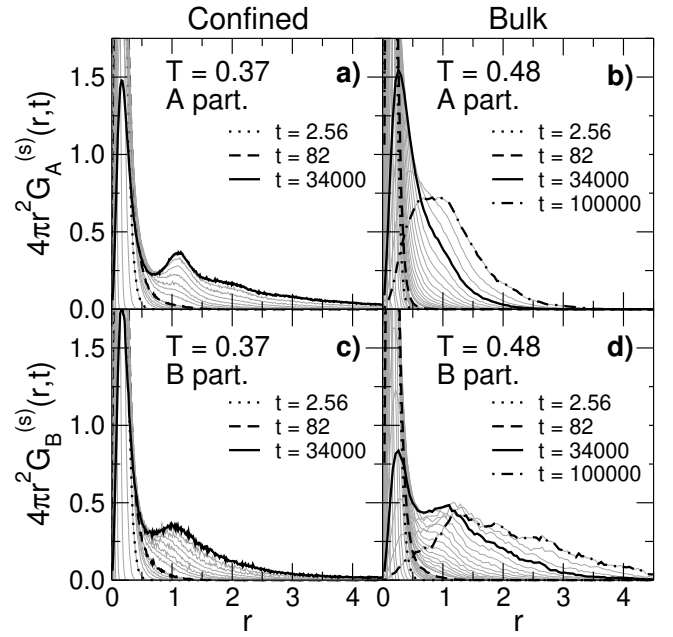 Confined Bulk
1.5
1.0
0.5
0.0
4πr²G_A^(s)(r,t)
T = 0.37 a)
A part.
t = 2.56
t = 82
t = 34000
T = 0.48 b)
A part.
t = 2.56
t = 82
t = 34000
t = 100000
1.5
1.0
0.5
0.0
4πr²G_B^(s)(r,t)
T = 0.37 c)
B part.
t = 2.56
t = 82
t = 34000
T = 0.48 d)
B part.
t = 2.56
t = 82
t = 34000
t = 100000
0 1 2 3 4 0 1 2 3 4
r r